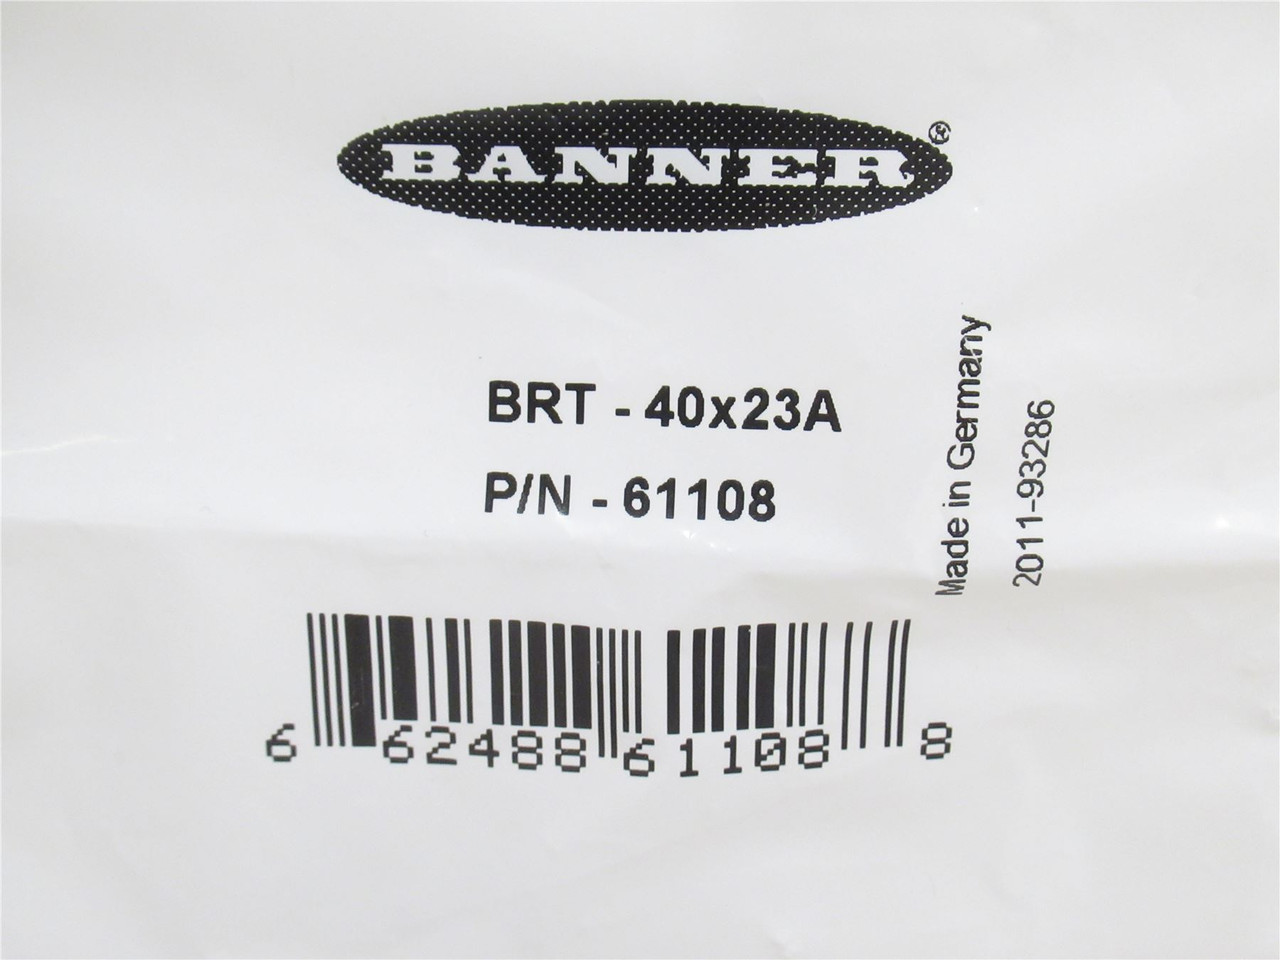 BANNER®
BRT - 40x23A
P/N - 61108
Made in Germany
2011-93286
6 62488 61108 8